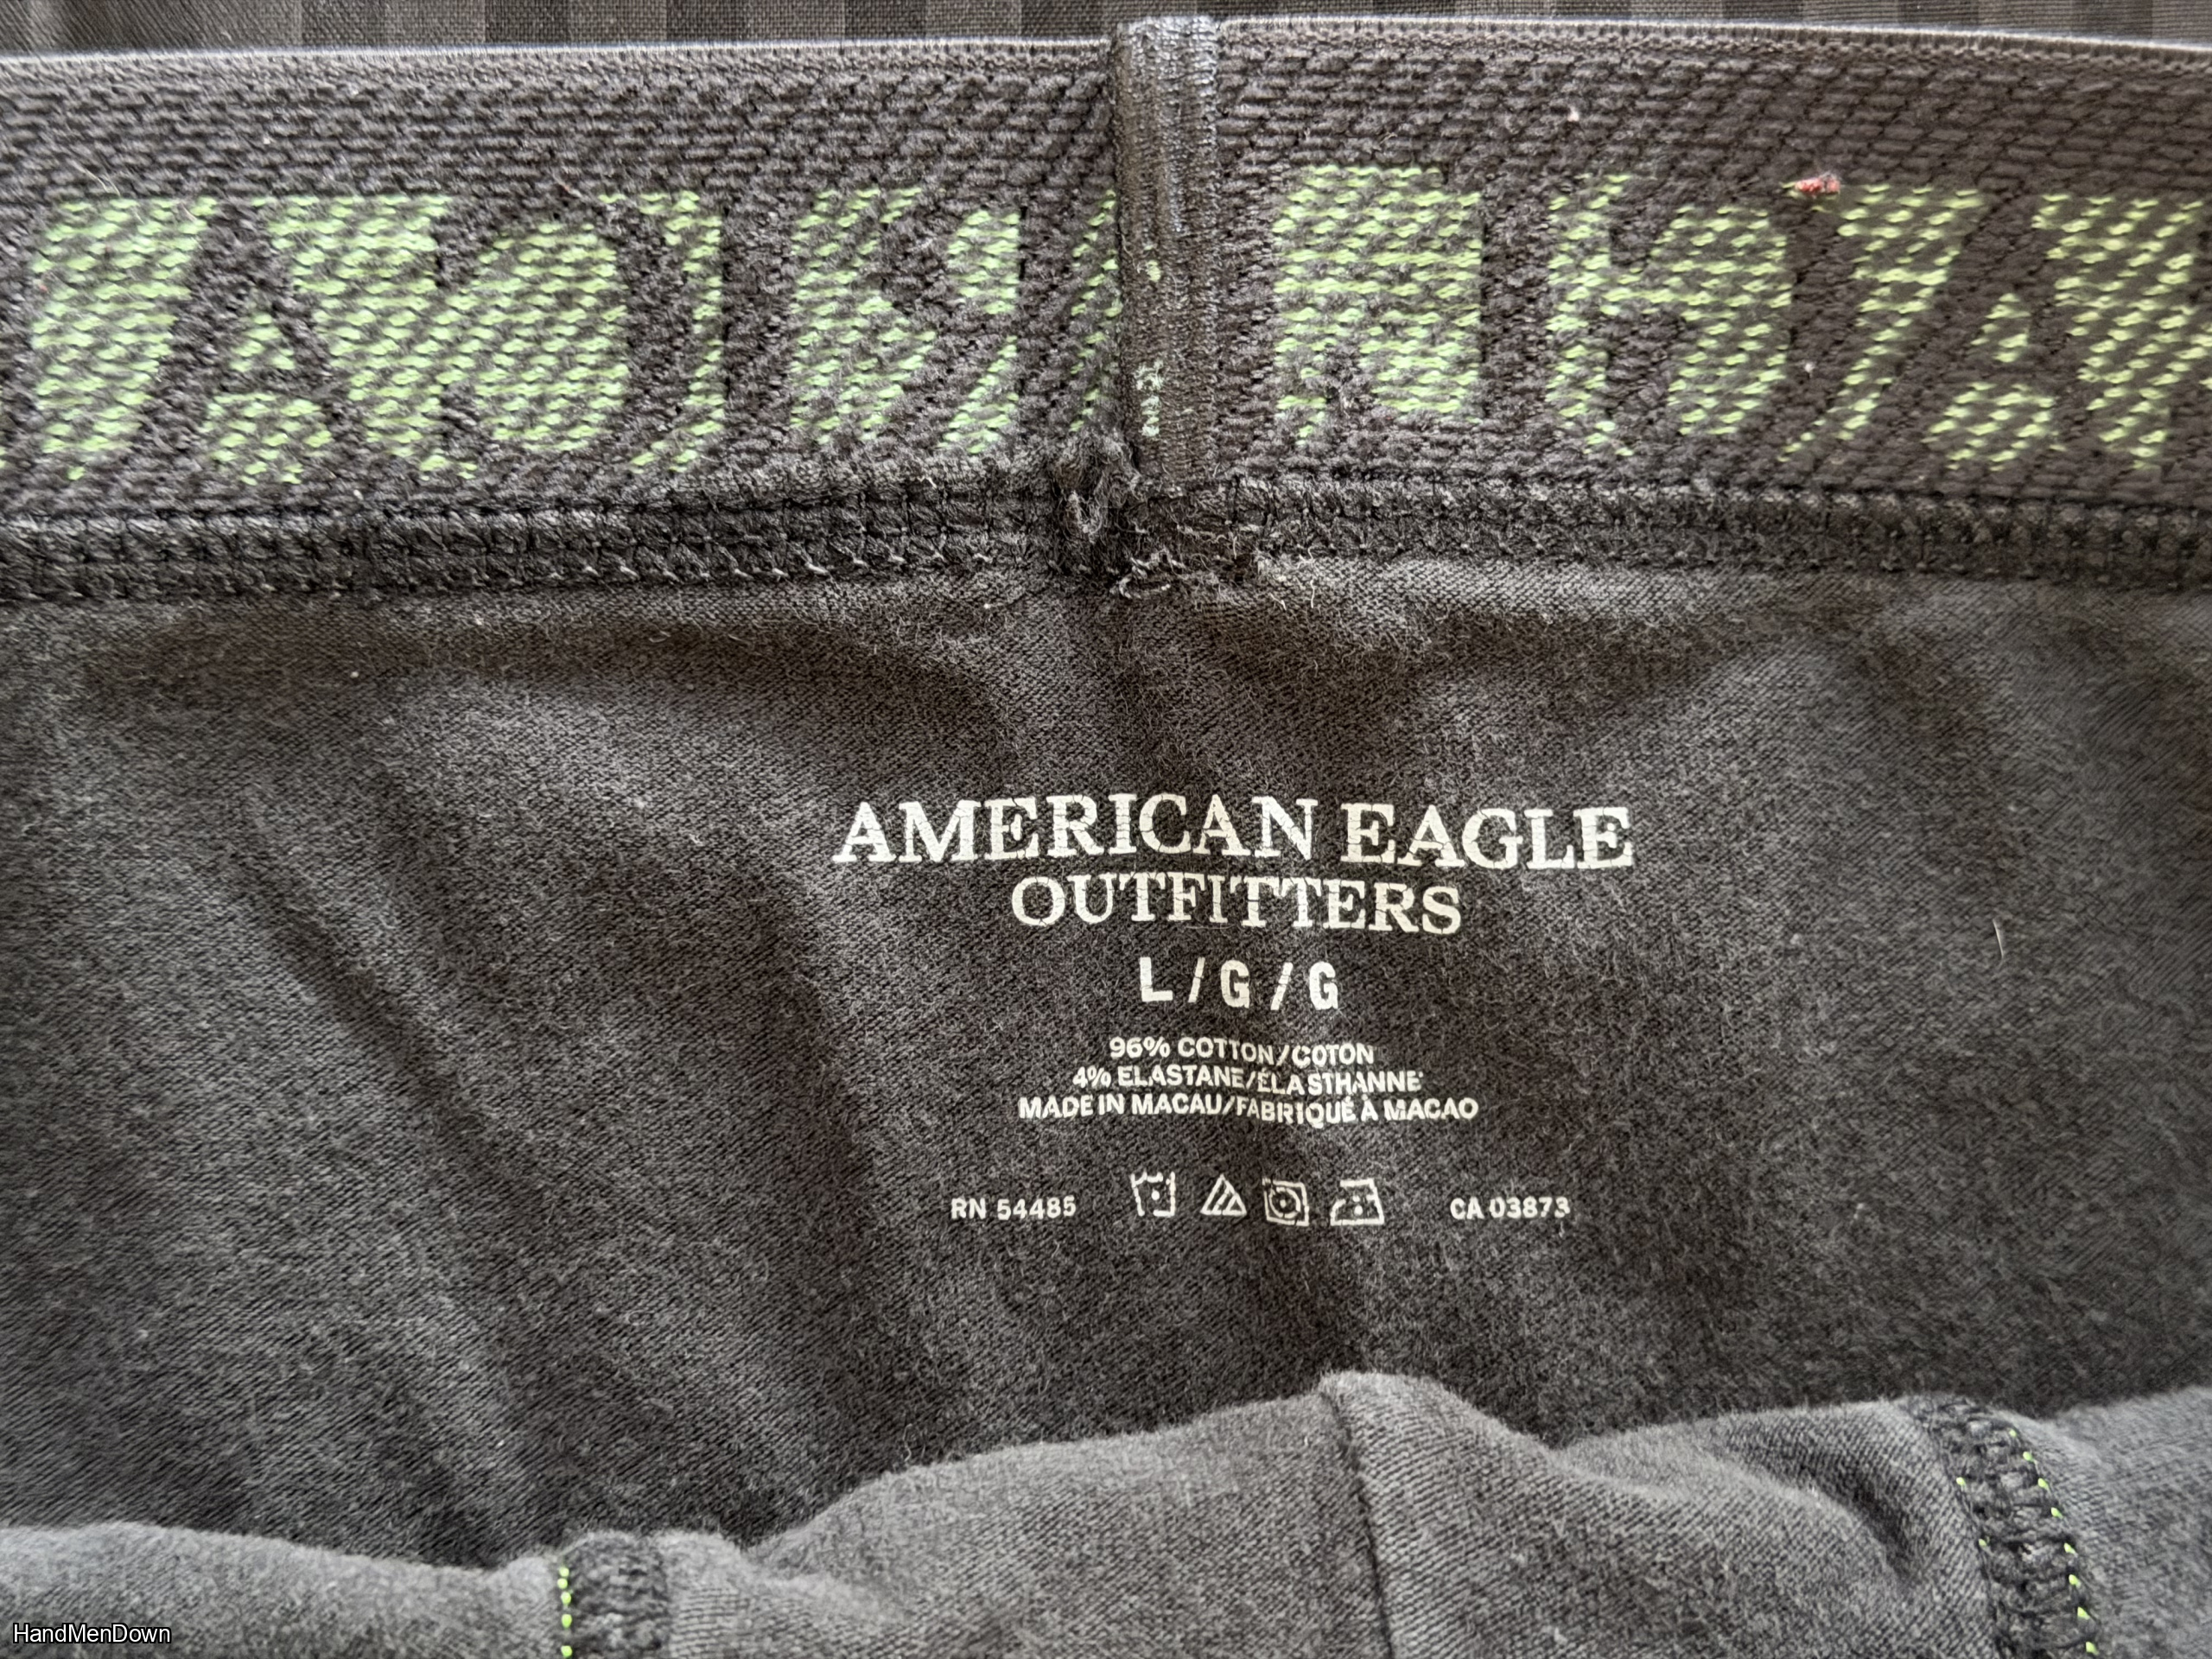 AMERICAN EAGLE
OUTFITTERS
L/G/G
96% COTTON/COTON
4% ELASTANE/ÉLASTHANNE
MADE IN MACAU/FABRIQUÉ À MACAO
RN 54485
CA 03873
HandMenDown